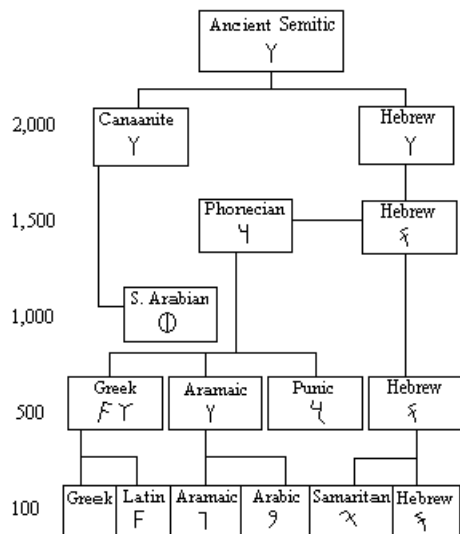 Ancient Semitic
Y
2,000
Canaanite
Y
Hebrew
Y
1,500
Phonecian
Hebrew
1,000
S. Arabian
500
Greek
F Y
Aramaic
Punic
Hebrew
100
Greek
Latin
F
Aramaic
Arabic
Samaritan
Hebrew